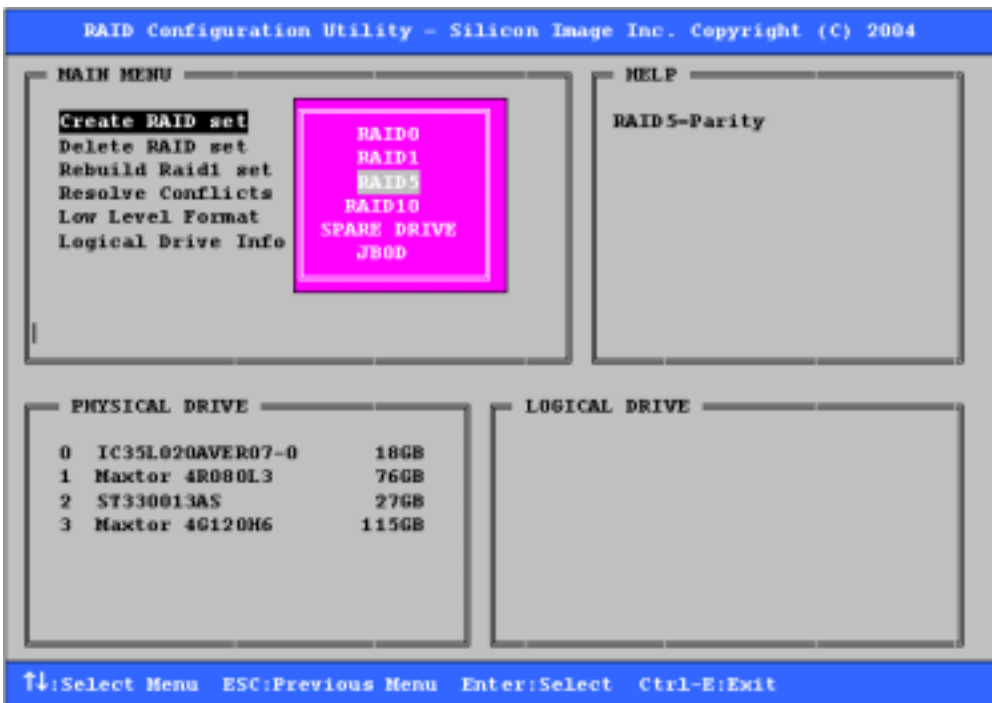 RAID Configuration Utility - Silicon Image Inc. Copyright (C) 2004
MAIN MENU
Create RAID set
Delete RAID set
Rebuild Raid1 set
Resolve Conflicts
Low Level Format
Logical Drive Info
RAID0
RAID1
RAID5
RAID10
SPARE DRIVE
JBOD
HELP
RAID5-Parity
PHYSICAL DRIVE
0 IC35L020AVER07-0 18GB
1 Maxtor 4R080L3 76GB
2 ST330013AS 27GB
3 Maxtor 4G120H6 115GB
LOGICAL DRIVE
↑↓:Select Menu ESC:Previous Menu Enter:Select Ctrl-E:Exit